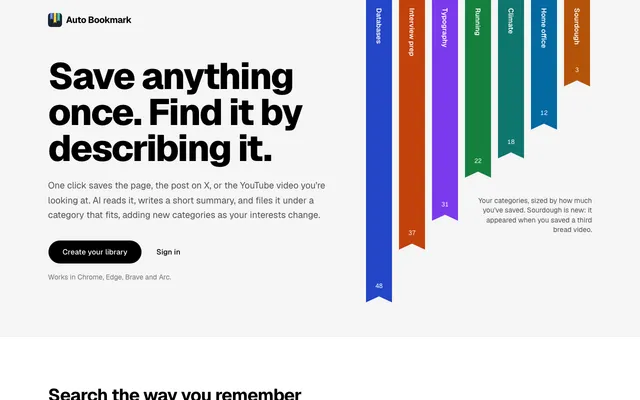 Auto Bookmark
Save anything
once. Find it by
describing it.
One click saves the page, the post on X, or the YouTube video you're
looking at. AI reads it, writes a short summary, and files it under a
category that fits, adding new categories as your interests change.
Create your library
Sign in
Works in Chrome, Edge, Brave and Arc.
Databases
48
Interview prep
37
Typography
31
Running
22
Climate
18
Home office
12
Sourdough
3
Your categories, sized by how much
you've saved. Sourdough is new: it
appeared when you saved a third
bread video.
Search the way you remember